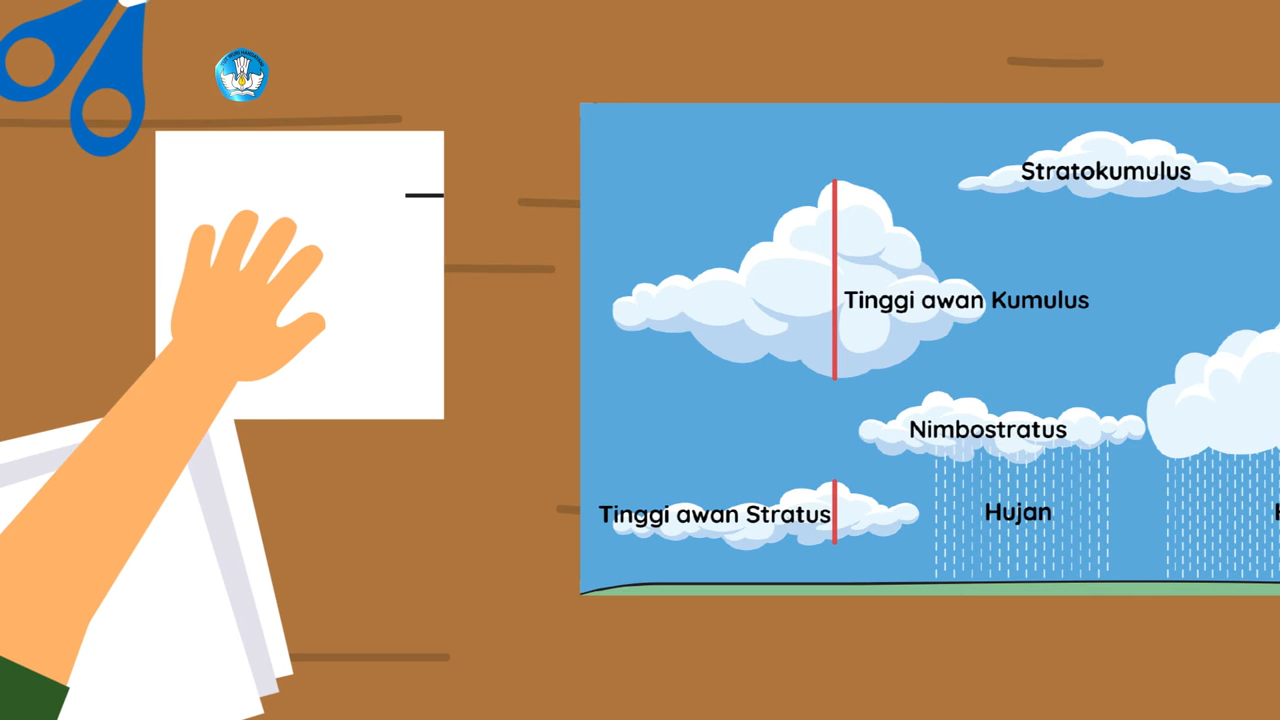 Stratokumulus
Tinggi awan Kumulus
Nimbostratus
Tinggi awan Stratus
Hujan